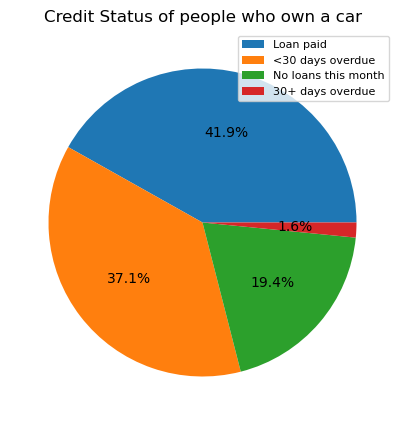 Credit Status of people who own a car
Loan paid
<30 days overdue
No loans this month
30+ days overdue
41.9%
1.6%
37.1%
19.4%